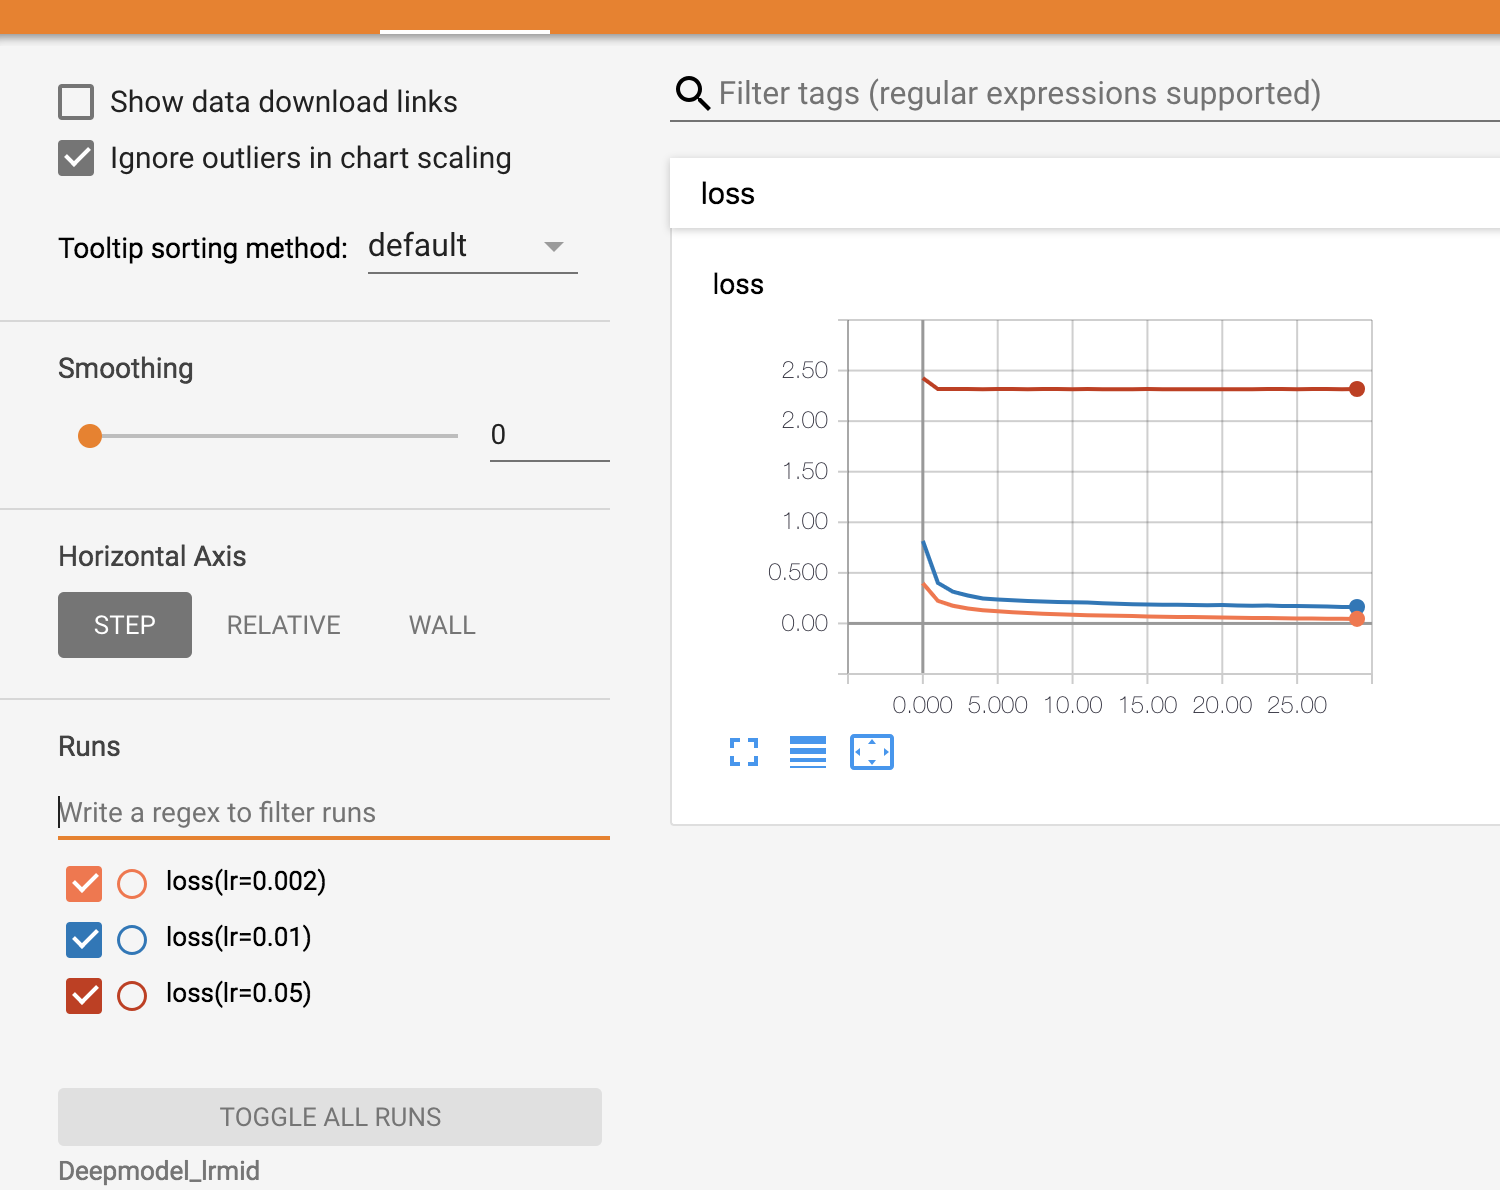 Show data download links
Ignore outliers in chart scaling
Tooltip sorting method: default
Smoothing
0
Horizontal Axis
STEP RELATIVE WALL
Runs
Write a regex to filter runs
loss(lr=0.002)
loss(lr=0.01)
loss(lr=0.05)
TOGGLE ALL RUNS
Deepmodel_lrmid
Filter tags (regular expressions supported)
loss
loss
2.50
2.00
1.50
1.00
0.500
0.00
0.000 5.000 10.00 15.00 20.00 25.00